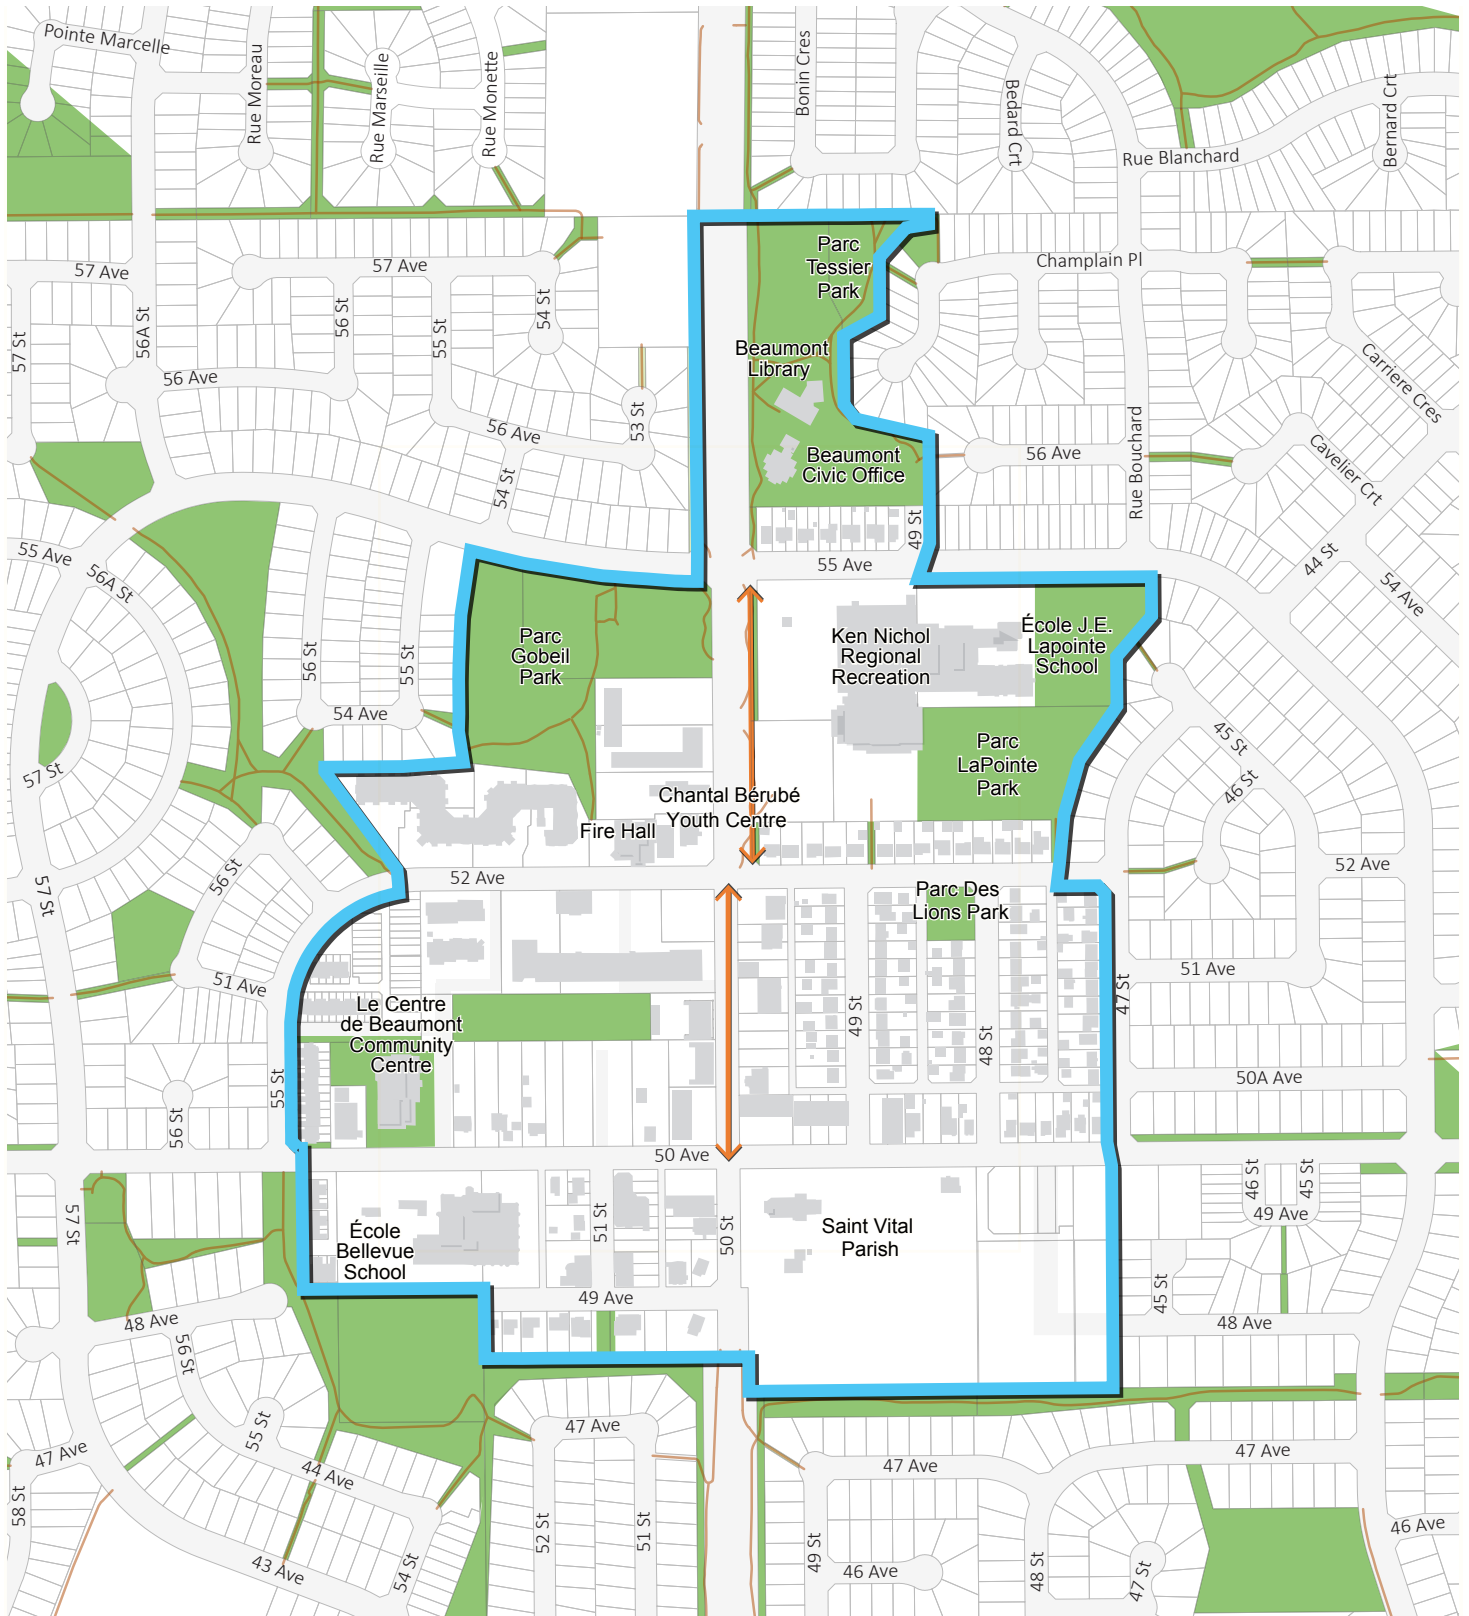 Pointe Marcelle
Rue Moreau
Rue Marseille
Rue Monette
Bonin Cres
Bedard Crt
Rue Blanchard
Bernard Crt
Parc
Tessier
Park
Champlain Pl
57 Ave
57 Ave
57 St
56A St
56 St
55 St
54 St
Beaumont
Library
Carriere Cres
56 Ave
53 St
56 Ave
54 St
Beaumont
Civic Office
56 Ave
Rue Bouchard
Cavelier Crt
49 St
55 Ave
55 Ave
56A St
44 St
54 Ave
Parc
Gobeil
Park
Ken Nichol
Regional
Recreation
École J.E.
Lapointe
School
56 St
55 St
54 Ave
57 St
45 St
46 St
Parc
LaPointe
Park
Chantal Bérubé
Youth Centre
Fire Hall
52 Ave
52 Ave
57 St
56 St
Parc Des
Lions Park
51 Ave
51 Ave
47 St
Le Centre
de Beaumont
Community
Centre
49 St
48 St
50A Ave
55 St
56 St
50 Ave
57 St
École
Bellevue
School
51 St
50 St
Saint Vital
Parish
46 St
45 St
49 Ave
45 St
49 Ave
48 Ave
48 Ave
56 St
55 St
47 Ave
47 Ave
47 Ave
47 Ave
44 Ave
58 St
43 Ave
54 St
52 St
51 St
49 St
46 Ave
48 St
47 St
46 Ave